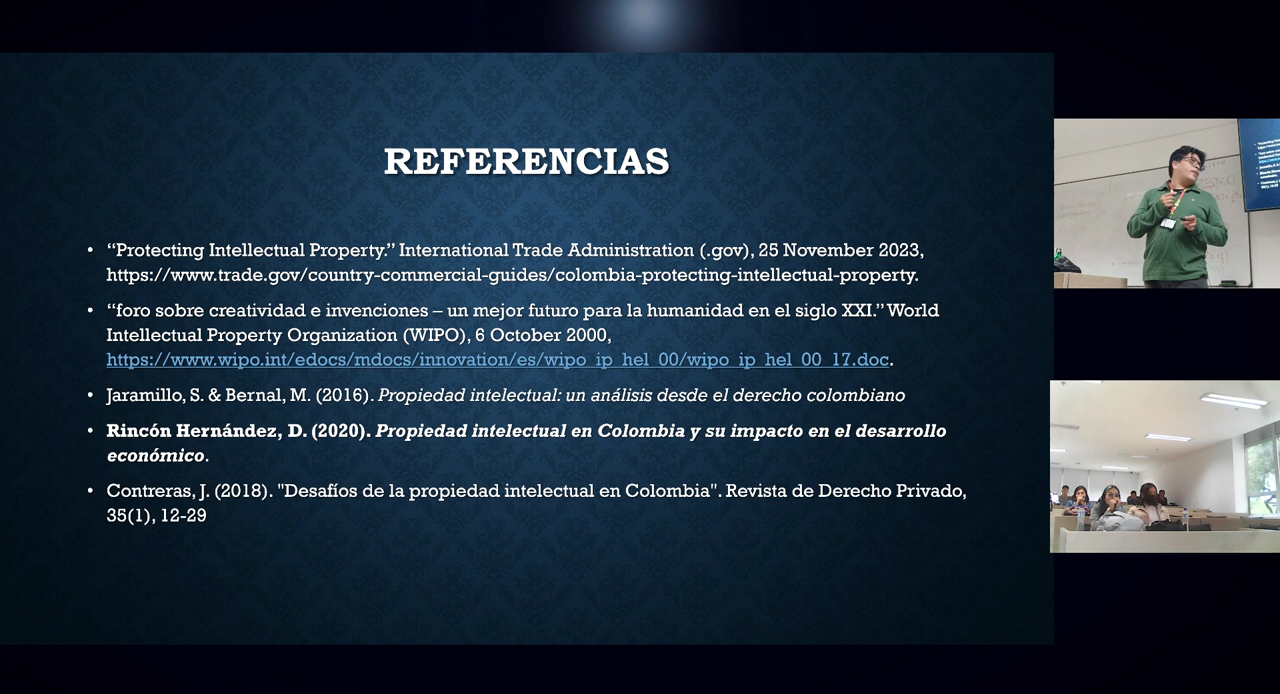 REFERENCIAS
• “Protecting Intellectual Property.” International Trade Administration (.gov), 25 November 2023,
https://www.trade.gov/country-commercial-guides/colombia-protecting-intellectual-property.
• “foro sobre creatividad e invenciones – un mejor futuro para la humanidad en el siglo XXI.” World
Intellectual Property Organization (WIPO), 6 October 2000,
https://www.wipo.int/edocs/mdocs/innovation/es/wipo_ip_hel_00/wipo_ip_hel_00_17.doc.
• Jaramillo, S. & Bernal, M. (2016). Propiedad intelectual: un análisis desde el derecho colombiano
• Rincón Hernández, D. (2020). Propiedad intelectual en Colombia y su impacto en el desarrollo
económico.
• Contreras, J. (2018). "Desafíos de la propiedad intelectual en Colombia". Revista de Derecho Privado,
35(1), 12-29